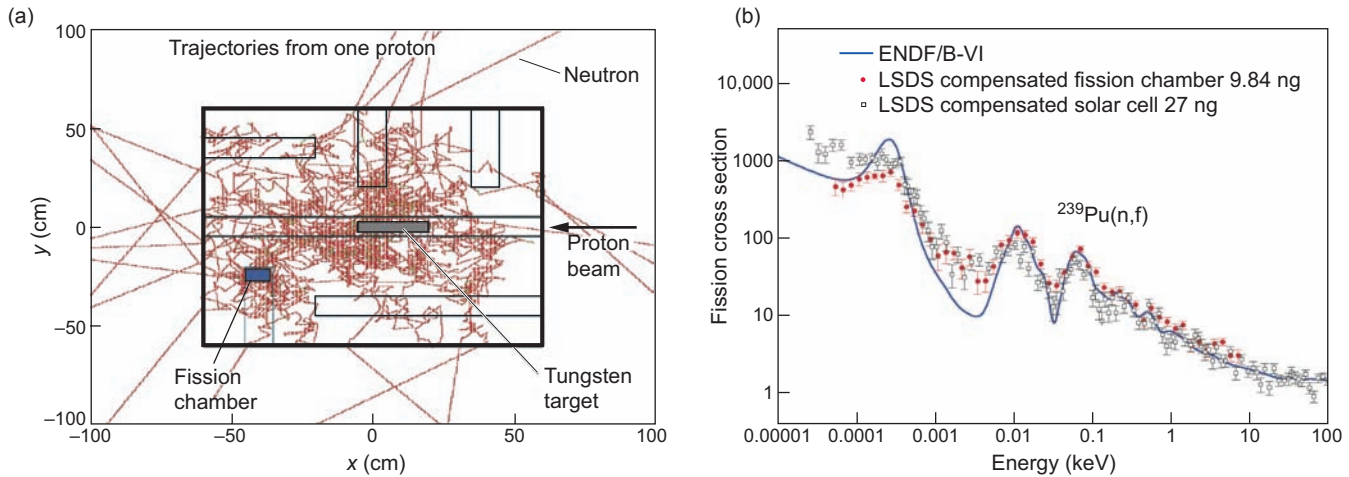 (a)
100
50
0
–50
–100
y (cm)
–100
–50
0
50
100
x (cm)
Trajectories from one proton
Neutron
Proton
beam
Fission
chamber
Tungsten
target
(b)
10,000
1000
100
10
1
Fission cross section
0.00001
0.0001
0.001
0.01
0.1
1
10
100
Energy (keV)
ENDF/B-VI
LSDS compensated fission chamber 9.84 ng
LSDS compensated solar cell 27 ng
²³⁹Pu(n,f)